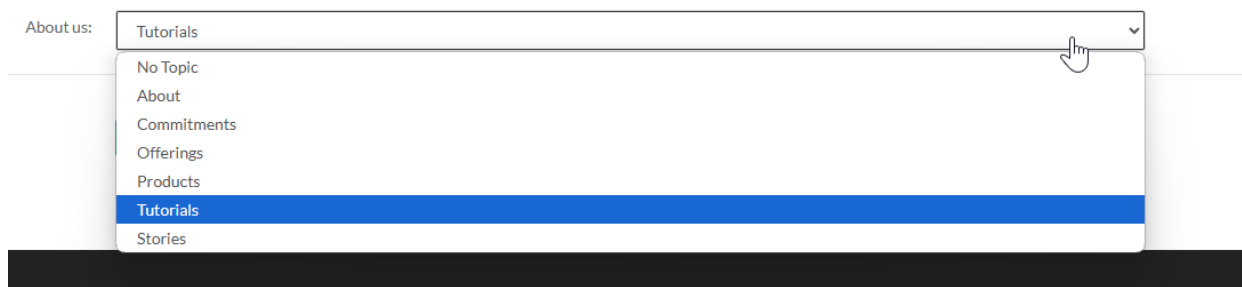 About us:
Tutorials
No Topic
About
Commitments
Offerings
Products
Tutorials
Stories